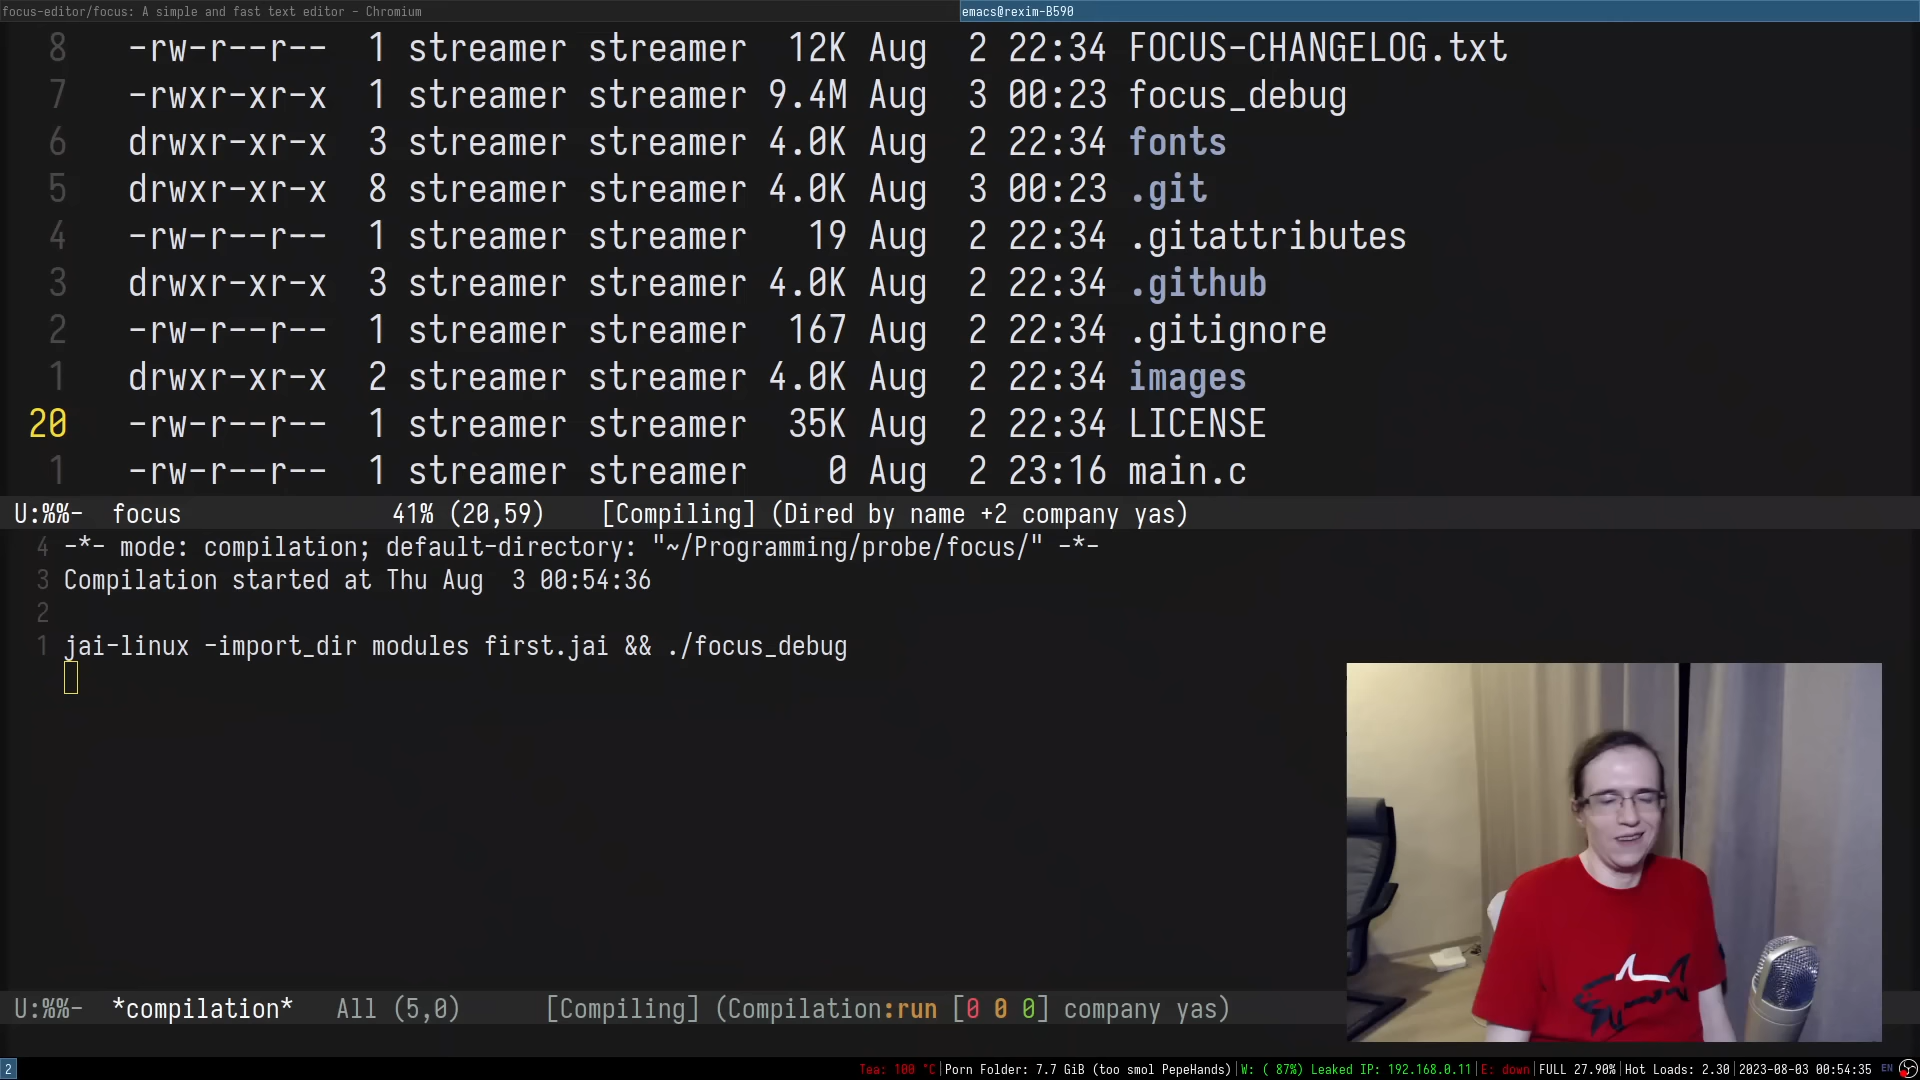 focus-editor/focus: A simple and fast text editor - Chromium
emacs@rexim-B590
8 -rw-r--r-- 1 streamer streamer 12K Aug 2 22:34 FOCUS-CHANGELOG.txt
7 -rwxr-xr-x 1 streamer streamer 9.4M Aug 3 00:23 focus_debug
6 drwxr-xr-x 3 streamer streamer 4.0K Aug 2 22:34 fonts
5 drwxr-xr-x 8 streamer streamer 4.0K Aug 3 00:23 .git
4 -rw-r--r-- 1 streamer streamer 19 Aug 2 22:34 .gitattributes
3 drwxr-xr-x 3 streamer streamer 4.0K Aug 2 22:34 .github
2 -rw-r--r-- 1 streamer streamer 167 Aug 2 22:34 .gitignore
1 drwxr-xr-x 2 streamer streamer 4.0K Aug 2 22:34 images
20 -rw-r--r-- 1 streamer streamer 35K Aug 2 22:34 LICENSE
1 -rw-r--r-- 1 streamer streamer 0 Aug 2 23:16 main.c
U:%%- focus 41% (20,59) [Compiling] (Dired by name +2 company yas)
4 -*- mode: compilation; default-directory: "~/Programming/probe/focus/" -*-
3 Compilation started at Thu Aug 3 00:54:36
2
1 jai-linux -import_dir modules first.jai && ./focus_debug
U:%%- *compilation* All (5,0) [Compiling] (Compilation:run [0 0 0] company yas)
2 Tea: 100 °C|Porn Folder: 7.7 GiB (too smol PepeHands)|W: ( 87%) Leaked IP: 192.168.0.11|E: down|FULL 27.90%|Hot Loads: 2.30|2023-08-03 00:54:35 EN